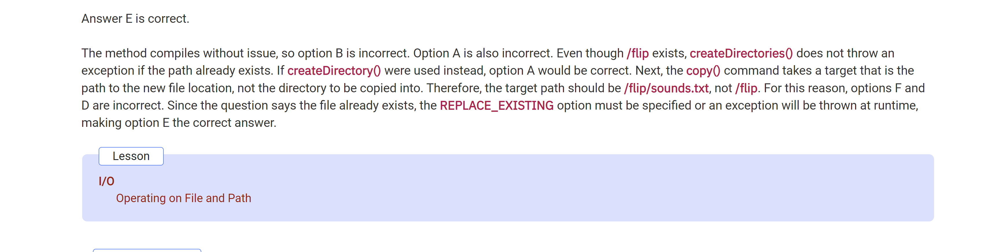 Answer E is correct.
The method compiles without issue, so option B is incorrect. Option A is also incorrect. Even though /flip exists, createDirectories() does not throw an
exception if the path already exists. If createDirectory() were used instead, option A would be correct. Next, the copy() command takes a target that is the
path to the new file location, not the directory to be copied into. Therefore, the target path should be /flip/sounds.txt, not /flip. For this reason, options F and
D are incorrect. Since the question says the file already exists, the REPLACE_EXISTING option must be specified or an exception will be thrown at runtime,
making option E the correct answer.
Lesson
I/O
Operating on File and Path